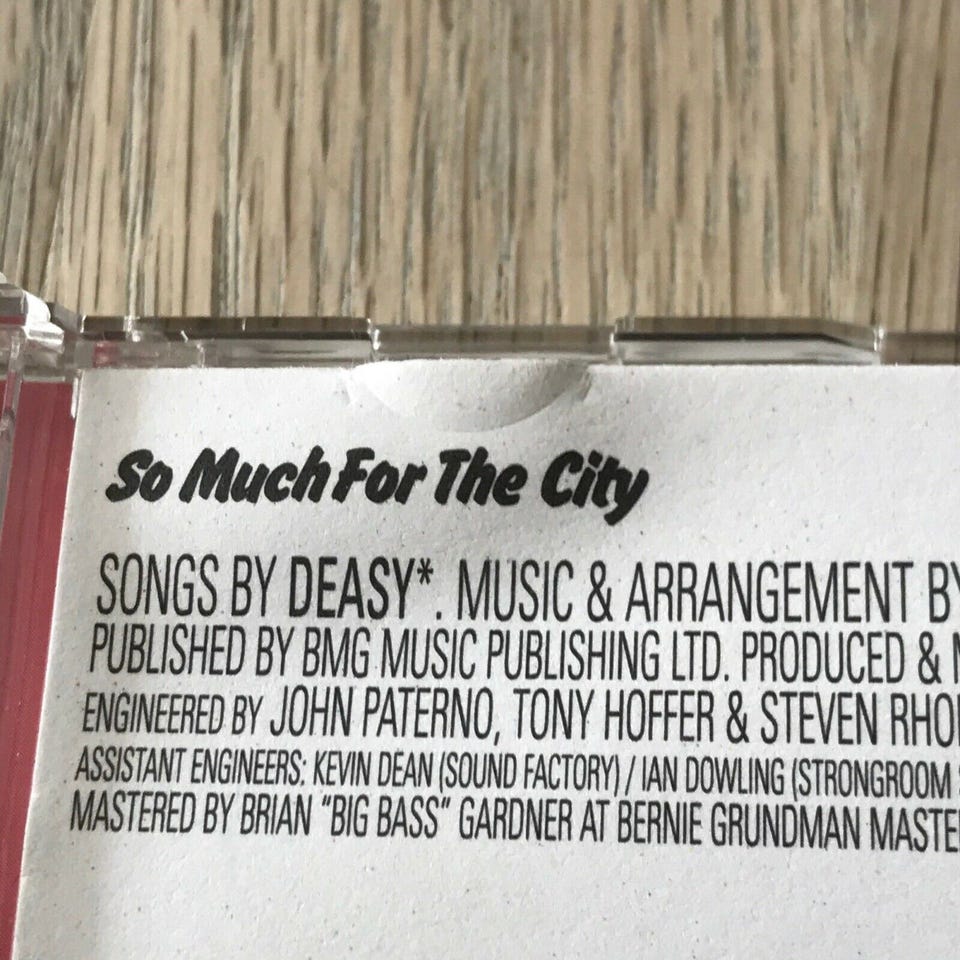 So Much For The City
SONGS BY DEASY*. MUSIC & ARRANGEMENT BY
PUBLISHED BY BMG MUSIC PUBLISHING LTD. PRODUCED &
ENGINEERED BY JOHN PATERNO, TONY HOFFER & STEVEN
ASSISTANT ENGINEERS: KEVIN DEAN (SOUND FACTORY) / IAN DOWLING (STRONGROOM
MASTERED BY BRIAN "BIG BASS" GARDNER AT BERNIE GRUNDMAN